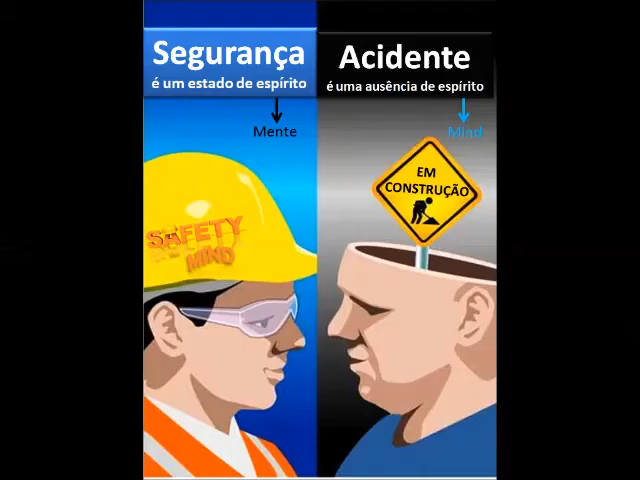 Segurança
é um estado de espírito
Mente
SAFETY
MIND
Acidente
é uma ausência de espírito
Mind
EM
CONSTRUÇÃO